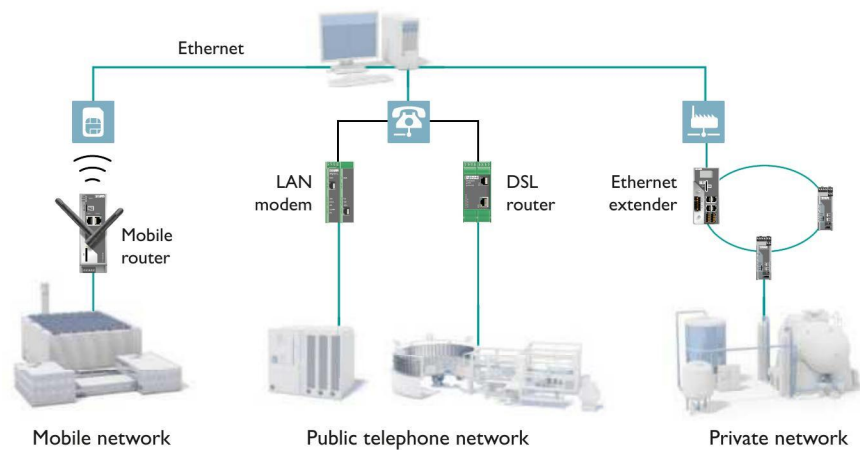 Ethernet
LAN
modem
DSL
router
Ethernet
extender
Mobile
router
Mobile network
Public telephone network
Private network